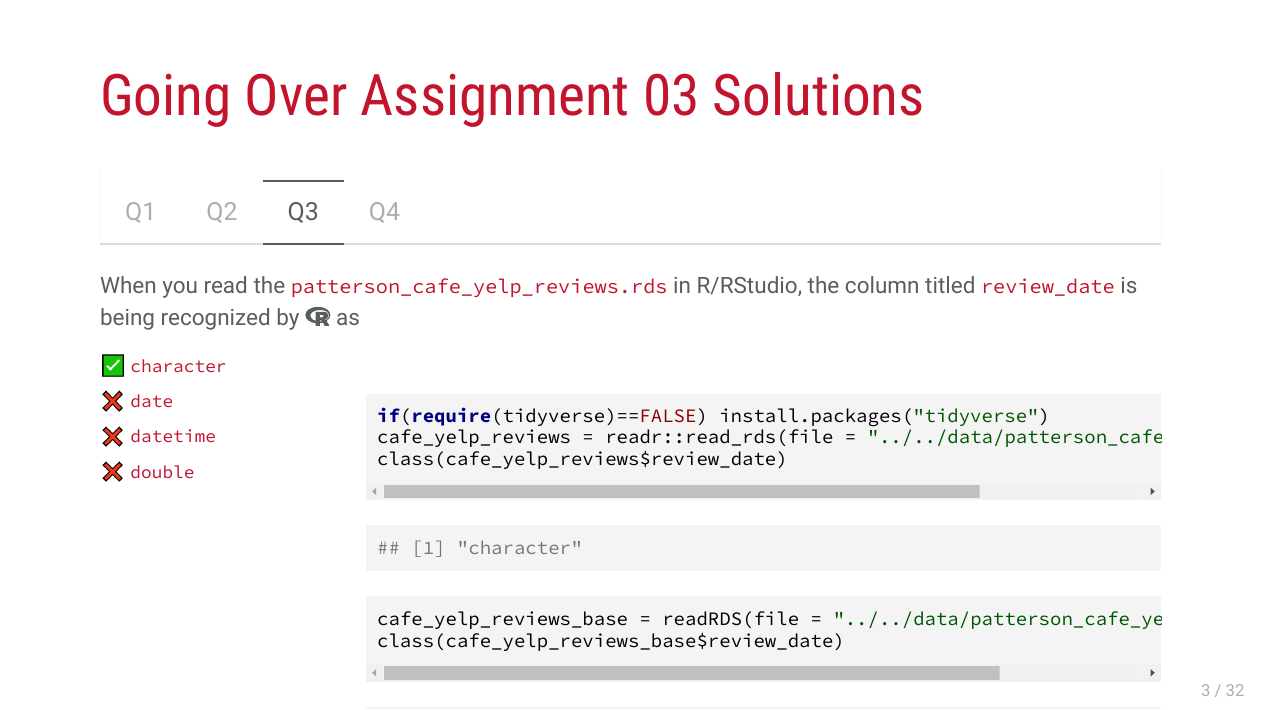 Going Over Assignment 03 Solutions
Q1 Q2 Q3 Q4
When you read the patterson_cafe_yelp_reviews.rds in R/RStudio, the column titled review_date is
being recognized by R as
character
date
datetime
double
if(require(tidyverse)==FALSE) install.packages("tidyverse")
cafe_yelp_reviews = readr::read_rds(file = "../../data/patterson_cafe
class(cafe_yelp_reviews$review_date)
## [1] "character"
cafe_yelp_reviews_base = readRDS(file = "../../data/patterson_cafe_ye
class(cafe_yelp_reviews_base$review_date)
3 / 32